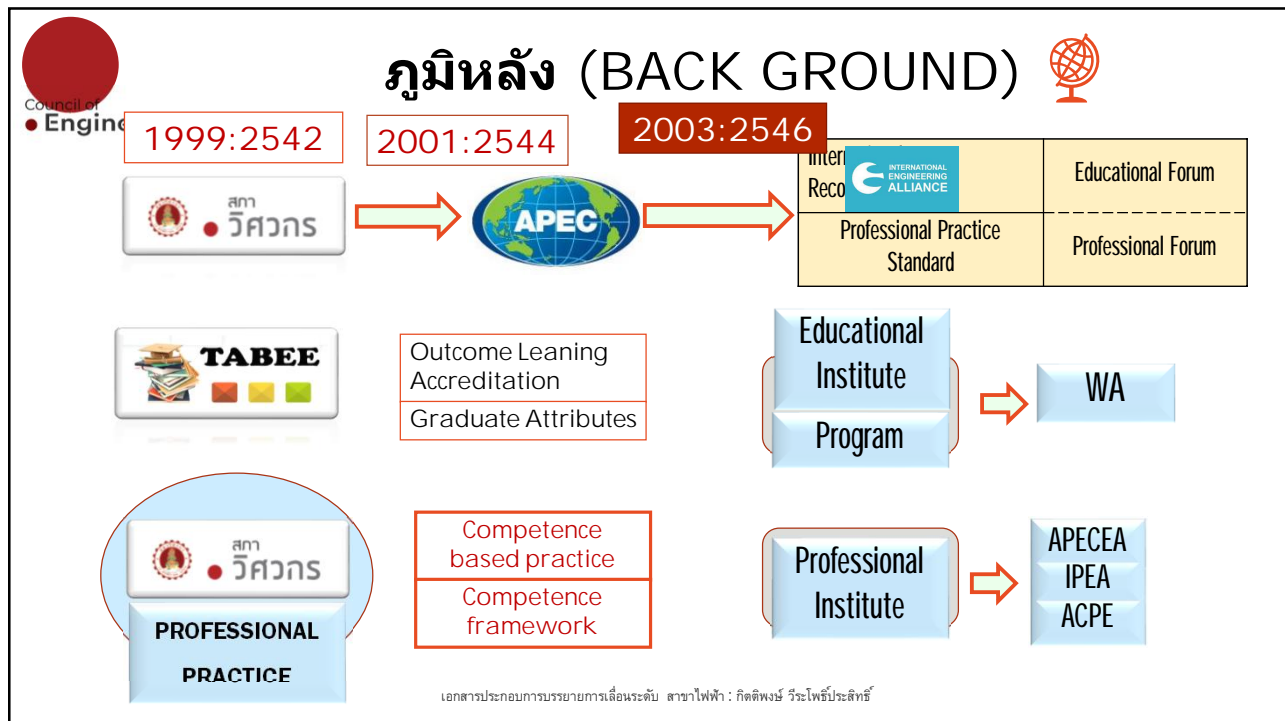 ภูมิหลัง (BACK GROUND)
Council of
Engine
1999:2542
2001:2544
2003:2546
สภา
วิศวกร
APEC
Inter
Reco
INTERNATIONAL
ENGINEERING
ALLIANCE
Educational Forum
Professional Practice
Standard
Professional Forum
TABEE
Outcome Leaning
Accreditation
Graduate Attributes
Educational
Institute
Program
WA
สภา
วิศวกร
PROFESSIONAL
PRACTICE
Competence
based practice
Competence
framework
Professional
Institute
APECEA
IPEA
ACPE
เอกสารประกอบการบรรยายการเลื่อนระดับ สาขาไฟฟ้า : กิตติพงษ์ วีระโพธิ์ประสิทธิ์